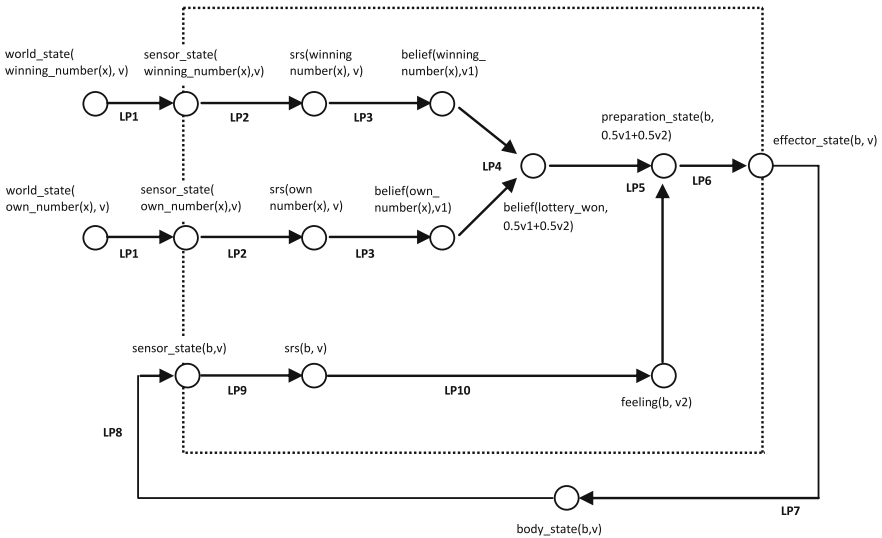 world_state(
winning_number(x), v)
sensor_state(
winning_number(x),v)
srs(winning
number(x), v)
belief(winning_
number(x),v1)
LP1
LP2
LP3
preparation_state(b,
0.5v1+0.5v2)
effector_state(b, v)
LP4
LP5
LP6
world_state(
own_number(x), v)
sensor_state(
own_number(x),v)
srs(own
number(x), v)
belief(own_
number(x),v1)
belief(lottery_won,
0.5v1+0.5v2)
LP1
LP2
LP3
sensor_state(b,v)
srs(b, v)
LP9
LP10
feeling(b, v2)
LP8
LP7
body_state(b,v)